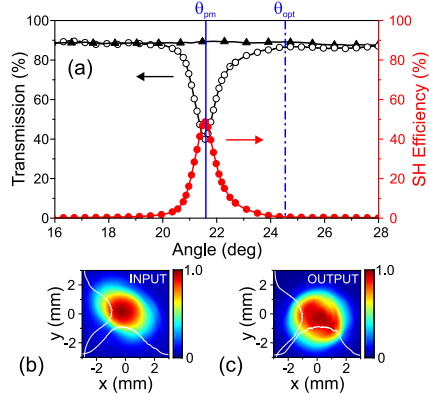 θpm θopt
100 100
80 80
60 60
40 40
20 20
0 0
Transmission (%)
SH Efficiency (%)
(a)
16 18 20 22 24 26 28
Angle (deg)
INPUT 1.0
2
0
-2
y (mm)
-2 0 2
x (mm)
0
(b)
OUTPUT 1.0
2
0
-2
y (mm)
-2 0 2
x (mm)
0
(c)